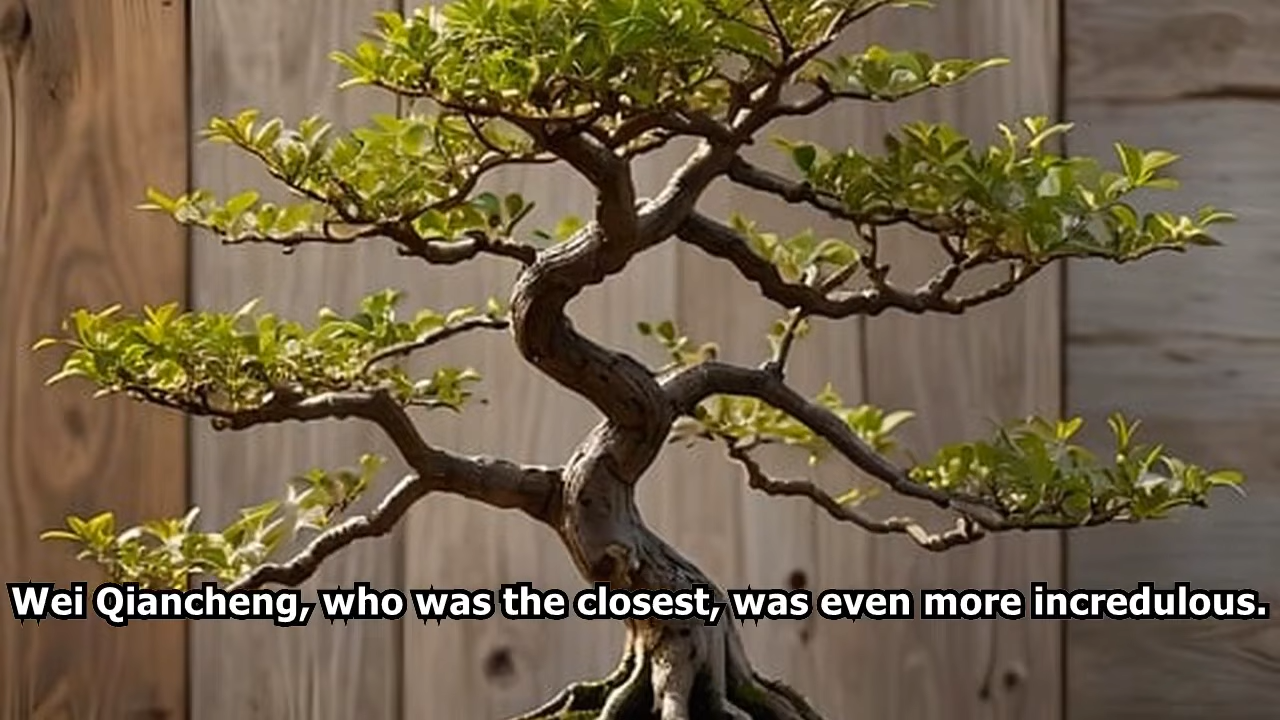 Wei Qiancheng, who was the closest, was even more incredulous.